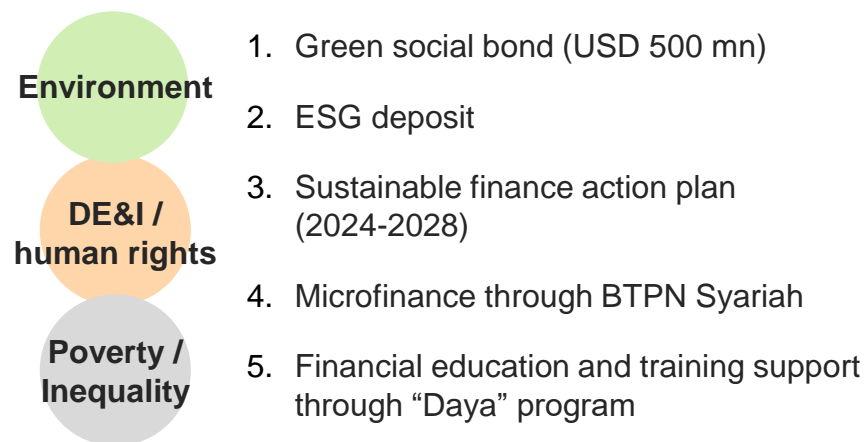 Environment
DE&I /
human rights
Poverty /
Inequality
1. Green social bond (USD 500 mn)
2. ESG deposit
3. Sustainable finance action plan
(2024-2028)
4. Microfinance through BTPN Syariah
5. Financial education and training support
through “Daya” program